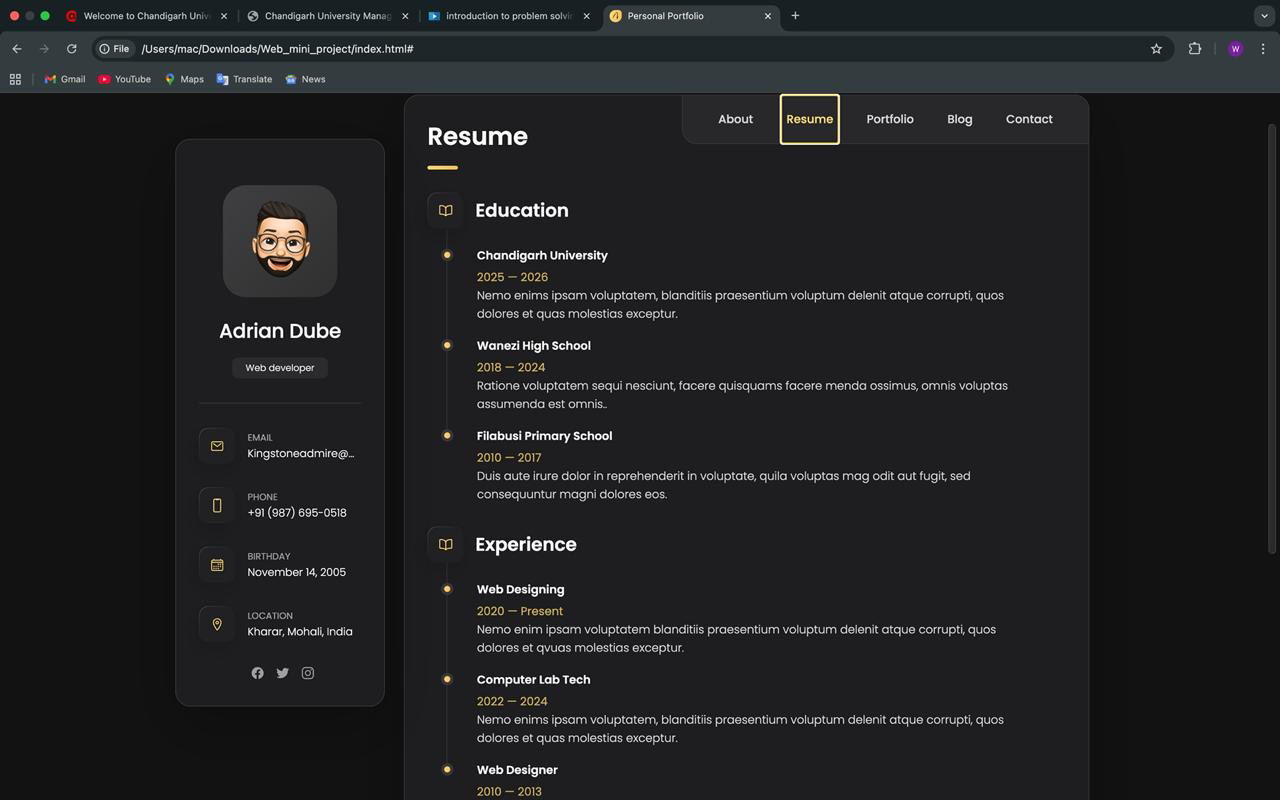 Welcome to Chandigarh Univ
Chandigarh University Manag
introduction to problem solvin
Personal Portfolio
File
/Users/mac/Downloads/Web_mini_project/index.html#
W
Gmail
YouTube
Maps
Translate
News
About
Resume
Portfolio
Blog
Contact
Adrian Dube
Web developer
EMAIL
Kingstoneadmire@...
PHONE
+91 (987) 695-0518
BIRTHDAY
November 14, 2005
LOCATION
Kharar, Mohali, India
Resume
Education
Chandigarh University
2025 — 2026
Nemo enims ipsam voluptatem, blanditiis praesentium voluptum delenit atque corrupti, quos
dolores et quas molestias exceptur.
Wanezi High School
2018 — 2024
Ratione voluptatem sequi nesciunt, facere quisquams facere menda ossimus, omnis voluptas
assumenda est omnis..
Filabusi Primary School
2010 — 2017
Duis aute irure dolor in reprehenderit in voluptate, quila voluptas mag odit aut fugit, sed
consequuntur magni dolores eos.
Experience
Web Designing
2020 — Present
Nemo enim ipsam voluptatem blanditiis praesentium voluptum delenit atque corrupti, quos
dolores et qvuas molestias exceptur.
Computer Lab Tech
2022 — 2024
Nemo enims ipsam voluptatem, blanditiis praesentium voluptum delenit atque corrupti, quos
dolores et quas molestias exceptur.
Web Designer
2010 — 2013